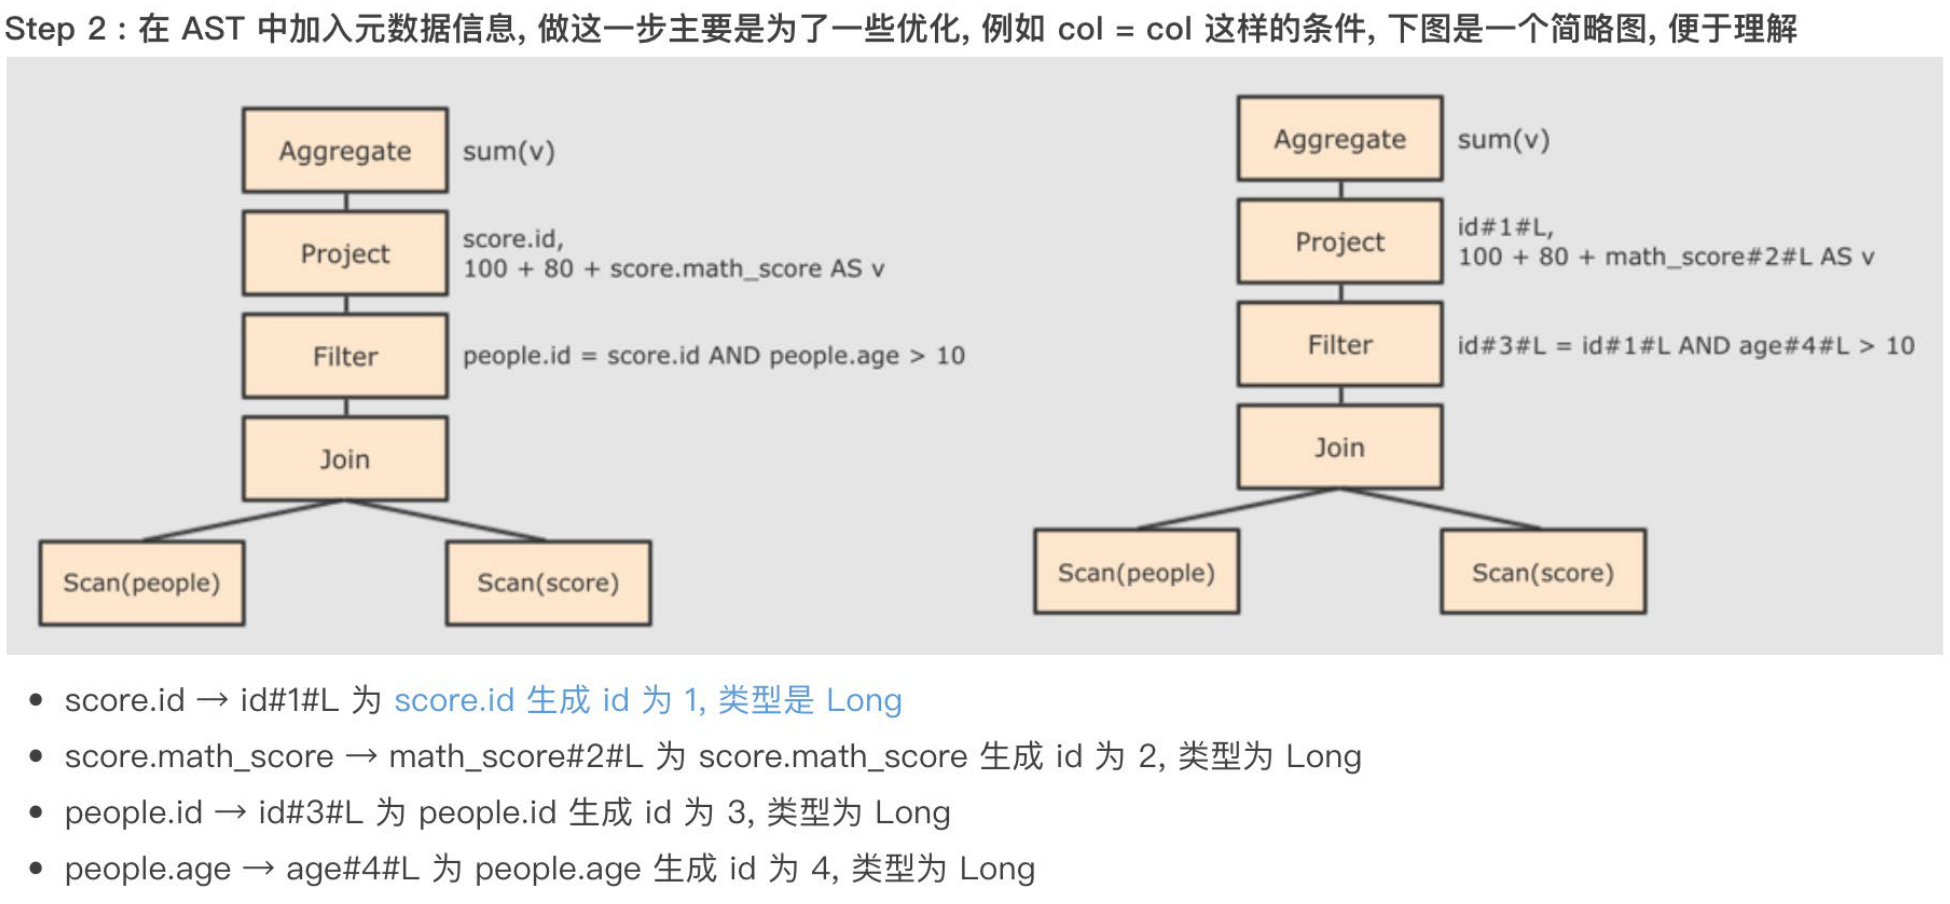 Step 2 : 在 AST 中加入元数据信息, 做这一步主要是为了一些优化, 例如 col = col 这样的条件, 下图是一个简略图, 便于理解
Aggregate
sum(v)
Project
score.id,
100 + 80 + score.math_score AS v
Filter
people.id = score.id AND people.age > 10
Join
Scan(people)
Scan(score)
Aggregate
sum(v)
Project
id#1#L,
100 + 80 + math_score#2#L AS v
Filter
id#3#L = id#1#L AND age#4#L > 10
Join
Scan(people)
Scan(score)
• score.id → id#1#L 为 score.id 生成 id 为 1, 类型是 Long
• score.math_score → math_score#2#L 为 score.math_score 生成 id 为 2, 类型为 Long
• people.id → id#3#L 为 people.id 生成 id 为 3, 类型为 Long
• people.age → age#4#L 为 people.age 生成 id 为 4, 类型为 Long